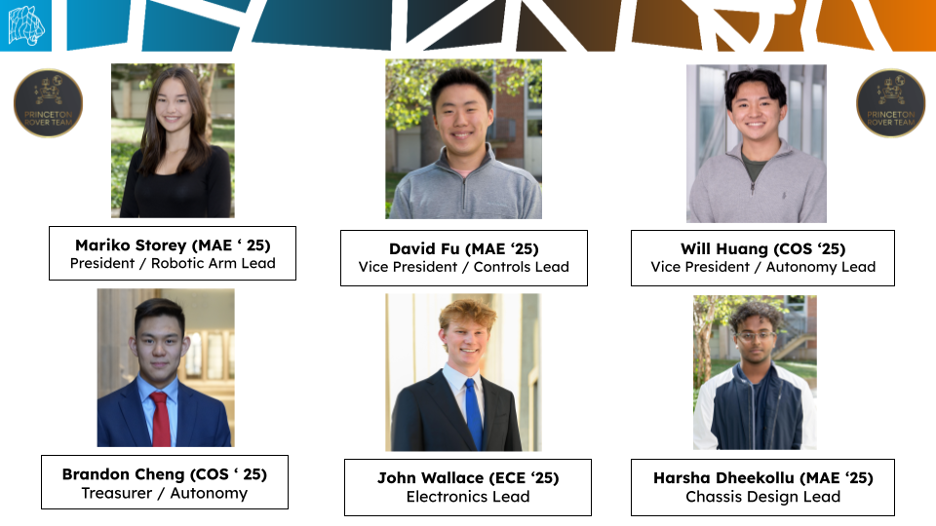 PRINCETON
ROVER TEAM
PRINCETON
ROVER TEAM
Mariko Storey (MAE ‘ 25)
President / Robotic Arm Lead
David Fu (MAE ‘25)
Vice President / Controls Lead
Will Huang (COS ‘25)
Vice President / Autonomy Lead
Brandon Cheng (COS ‘ 25)
Treasurer / Autonomy
John Wallace (ECE ‘25)
Electronics Lead
Harsha Dheekollu (MAE ‘25)
Chassis Design Lead